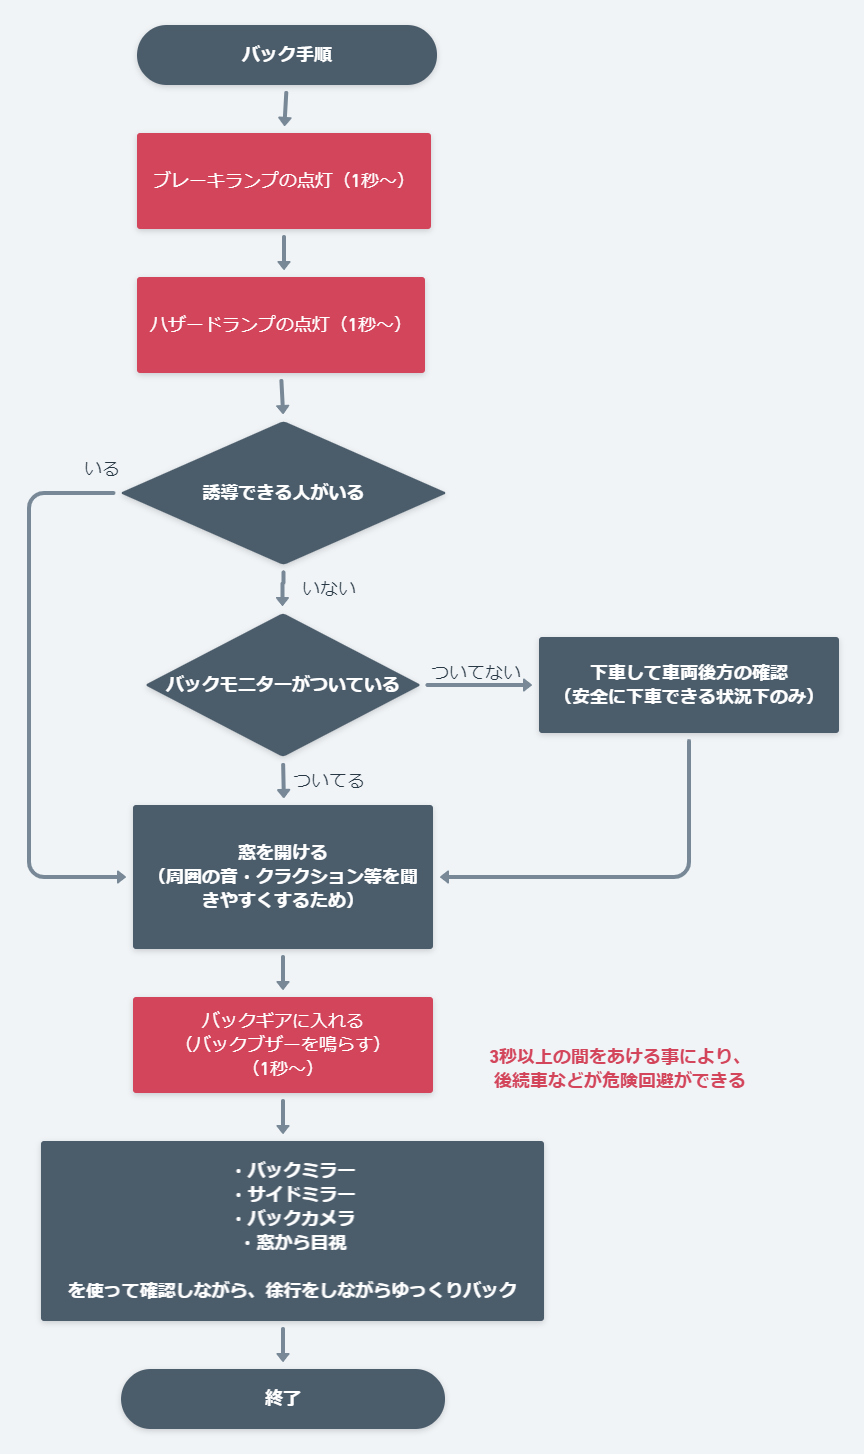 バック手順
ブレーキランプの点灯（1秒〜）
ハザードランプの点灯（1秒〜）
いる
誘導できる人がいる
いない
バックモニターがついている
ついてない
下車して車両後方の確認
（安全に下車できる状況下のみ）
ついてる
窓を開ける
（周囲の音・クラクション等を聞
きやすくするため）
バックギアに入れる
（バックブザーを鳴らす）
（1秒〜）
3秒以上の間をあける事により、
後続車などが危険回避ができる
・バックミラー
・サイドミラー
・バックカメラ
・窓から目視
を使って確認しながら、徐行をしながらゆっくりバック
終了